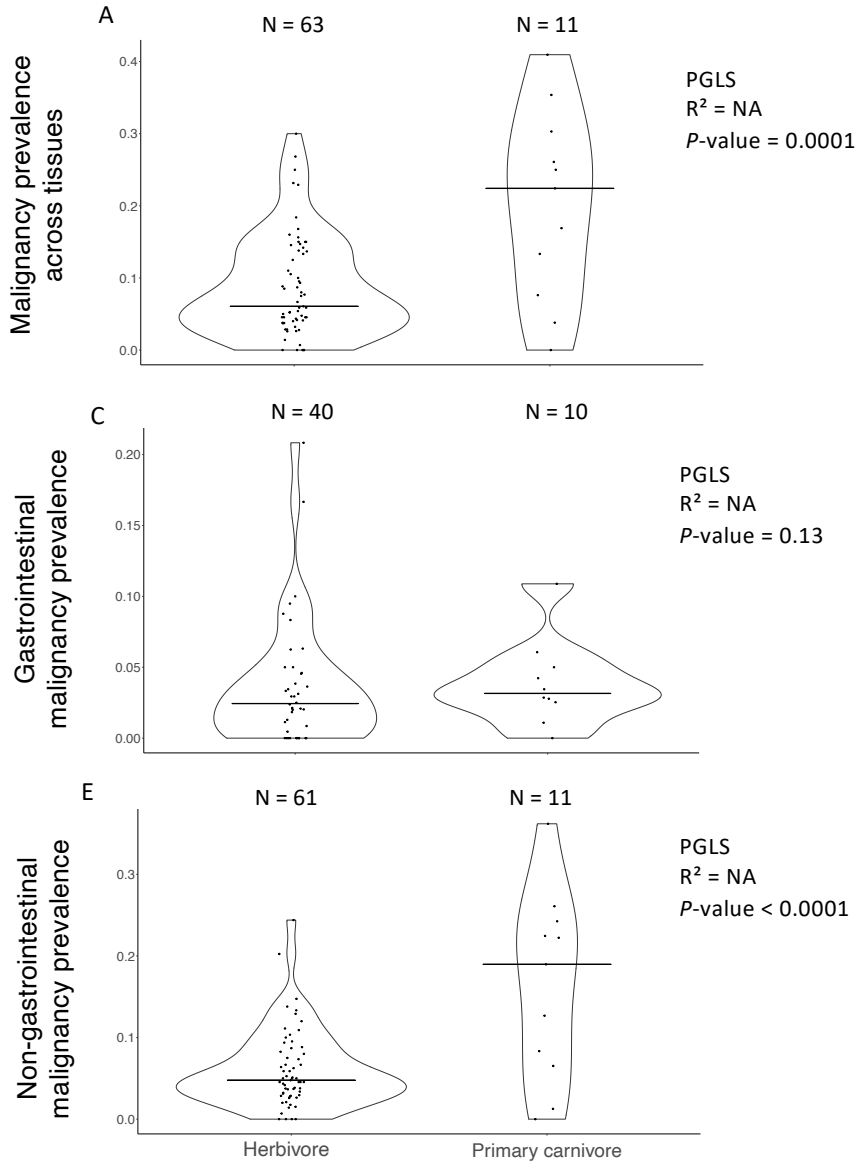 A
N = 63
N = 11
PGLS
R² = NA
P-value = 0.0001
Malignancy prevalence
across tissues
0.4
0.3
0.2
0.1
0.0
C
N = 40
N = 10
PGLS
R² = NA
P-value = 0.13
Gastrointestinal
malignancy prevalence
0.20
0.15
0.10
0.05
0.00
E
N = 61
N = 11
PGLS
R² = NA
P-value < 0.0001
Non-gastrointestinal
malignancy prevalence
0.3
0.2
0.1
0.0
Herbivore
Primary carnivore